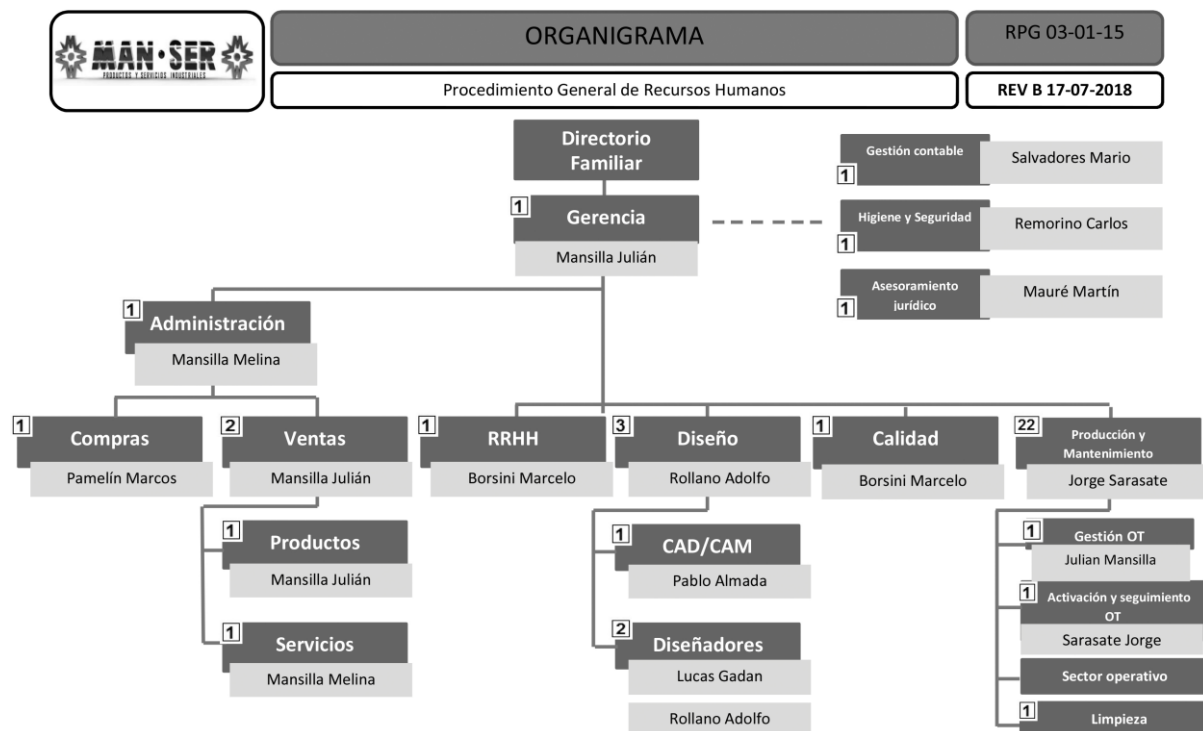 MAN·SER
PRODUCTOS Y SERVICIOS INDUSTRIALES
ORGANIGRAMA
RPG 03-01-15
Procedimiento General de Recursos Humanos
REV B 17-07-2018
Directorio
Familiar
1
Gerencia
Mansilla Julián
Gestión contable
1
Salvadores Mario
Higiene y Seguridad
1
Remorino Carlos
Asesoramiento
jurídico
1
Mauré Martín
1
Administración
Mansilla Melina
1
Compras
Pamelín Marcos
2
Ventas
Mansilla Julián
1
RRHH
Borsini Marcelo
3
Diseño
Rollano Adolfo
1
Calidad
Borsini Marcelo
22
Producción y
Mantenimiento
Jorge Sarasate
1
Productos
Mansilla Julián
1
Servicios
Mansilla Melina
1
CAD/CAM
Pablo Almada
2
Diseñadores
Lucas Gadan
Rollano Adolfo
1
Gestión OT
Julian Mansilla
1
Activación y seguimiento
OT
Sarasate Jorge
Sector operativo
1
Limpieza